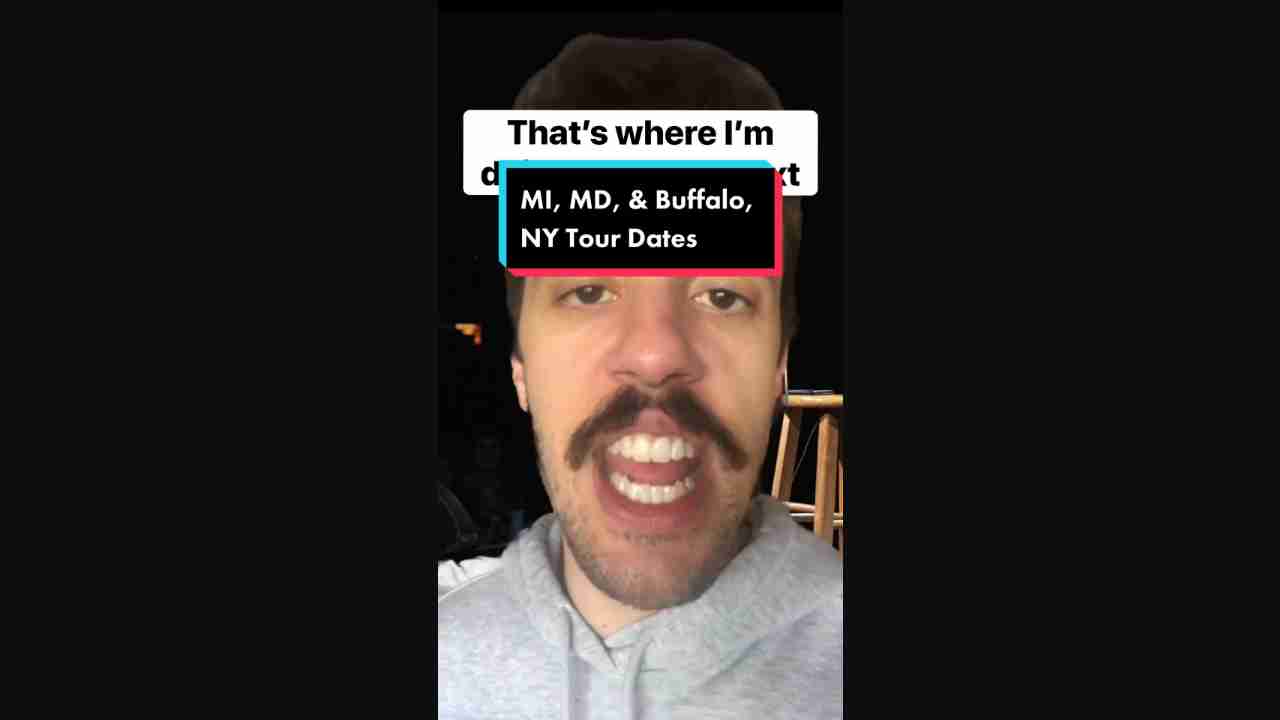 That's where I'm
MI, MD, & Buffalo,
NY Tour Dates